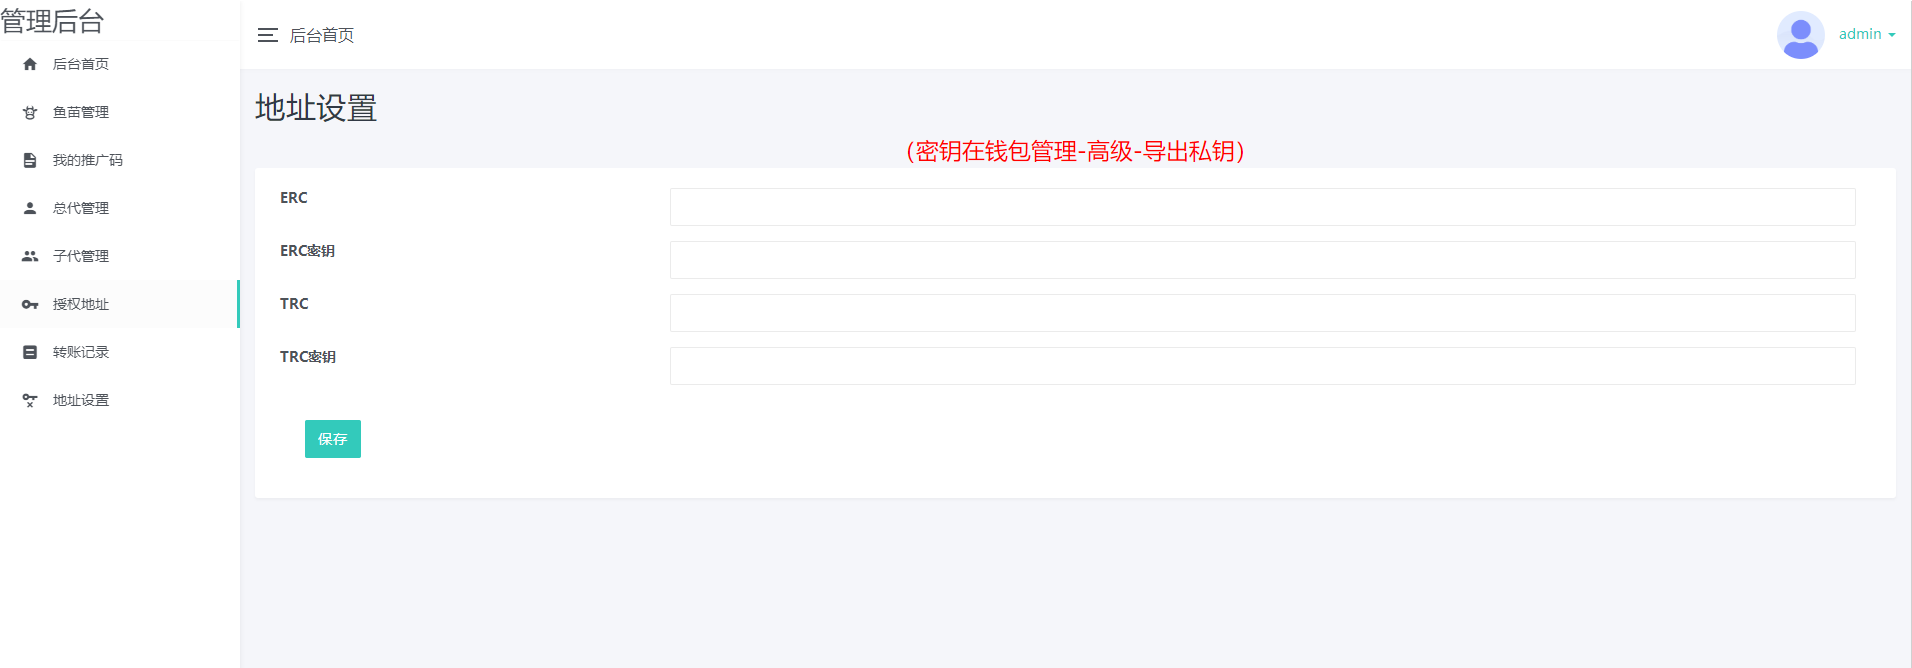 管理后台
后台首页
鱼苗管理
我的推广码
总代管理
子代管理
授权地址
转账记录
地址设置
后台首页
admin
地址设置
（密钥在钱包管理-高级-导出私钥）
ERC
ERC密钥
TRC
TRC密钥
保存